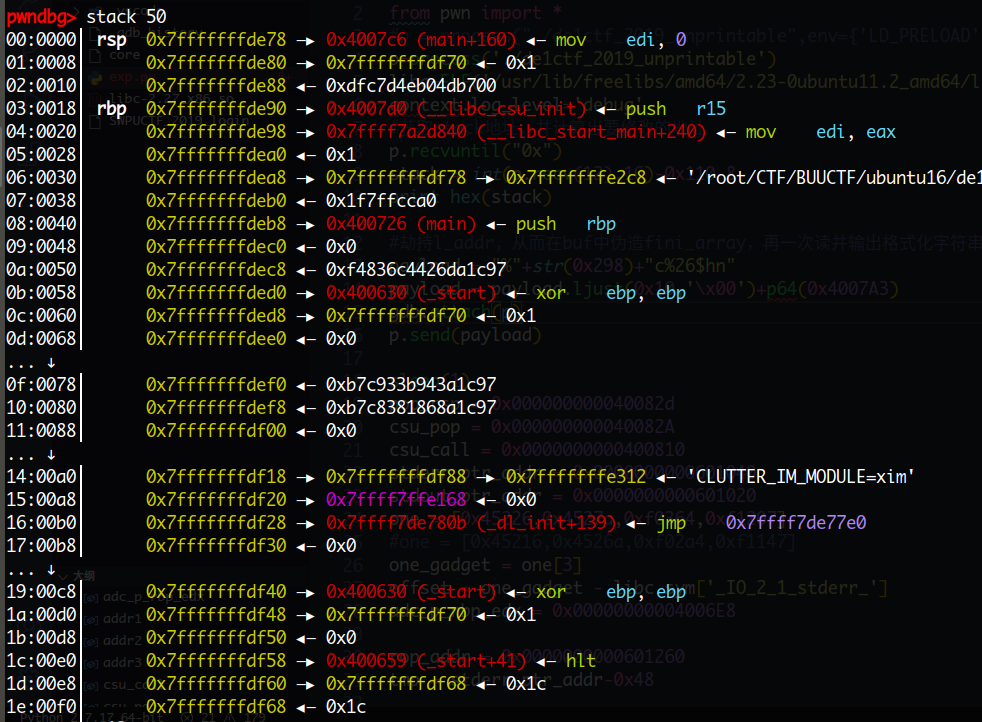 pwndbg> stack 50
00:0000│ rsp  0x7fffffffde78 —▸ 0x4007c6 (main+160) ◂— mov    edi, 0
01:0008│      0x7fffffffde80 —▸ 0x7fffffffdf70 ◂— 0x1
02:0010│      0x7fffffffde88 ◂— 0xdfc7d4eb04db700
03:0018│ rbp  0x7fffffffde90 —▸ 0x4007d0 (__libc_csu_init) ◂— push   r15
04:0020│      0x7fffffffde98 —▸ 0x7ffff7a2d840 (__libc_start_main+240) ◂— mov    edi, eax
05:0028│      0x7fffffffdea0 ◂— 0x1
06:0030│      0x7fffffffdea8 —▸ 0x7fffffffdf78 —▸ 0x7fffffffe2c8 ◂— '/root/CTF/BUUCTF/ubuntu16/de1
07:0038│      0x7fffffffdeb0 ◂— 0x1f7ffcca0
08:0040│      0x7fffffffdeb8 —▸ 0x400726 (main) ◂— push   rbp
09:0048│      0x7fffffffdec0 ◂— 0x0
0a:0050│      0x7fffffffdec8 ◂— 0xf4836c4426da1c97
0b:0058│      0x7fffffffded0 —▸ 0x400630 (_start) ◂— xor    ebp, ebp
0c:0060│      0x7fffffffded8 —▸ 0x7fffffffdf70 ◂— 0x1
0d:0068│      0x7fffffffdee0 ◂— 0x0
... ↓
0f:0078│      0x7fffffffdef0 ◂— 0xb7c933b943a1c97
10:0080│      0x7fffffffdef8 ◂— 0xb7c8381868a1c97
11:0088│      0x7fffffffdf00 ◂— 0x0
... ↓
14:00a0│      0x7fffffffdf18 —▸ 0x7fffffffdf88 —▸ 0x7fffffffe312 ◂— 'CLUTTER_IM_MODULE=xim'
15:00a8│      0x7fffffffdf20 —▸ 0x7ffff7ffe168 ◂— 0x0
16:00b0│      0x7fffffffdf28 —▸ 0x7ffff7de780b (_dl_init+139) ◂— jmp    0x7ffff7de77e0
17:00b8│      0x7fffffffdf30 ◂— 0x0
... ↓
19:00c8│      0x7fffffffdf40 —▸ 0x400630 (_start) ◂— xor    ebp, ebp
1a:00d0│      0x7fffffffdf48 —▸ 0x7fffffffdf70 ◂— 0x1
1b:00d8│      0x7fffffffdf50 ◂— 0x0
1c:00e0│      0x7fffffffdf58 —▸ 0x400659 (_start+41) ◂— hlt
1d:00e8│      0x7fffffffdf60 —▸ 0x7fffffffdf68 ◂— 0x1c
1e:00f0│      0x7fffffffdf68 ◂— 0x1c